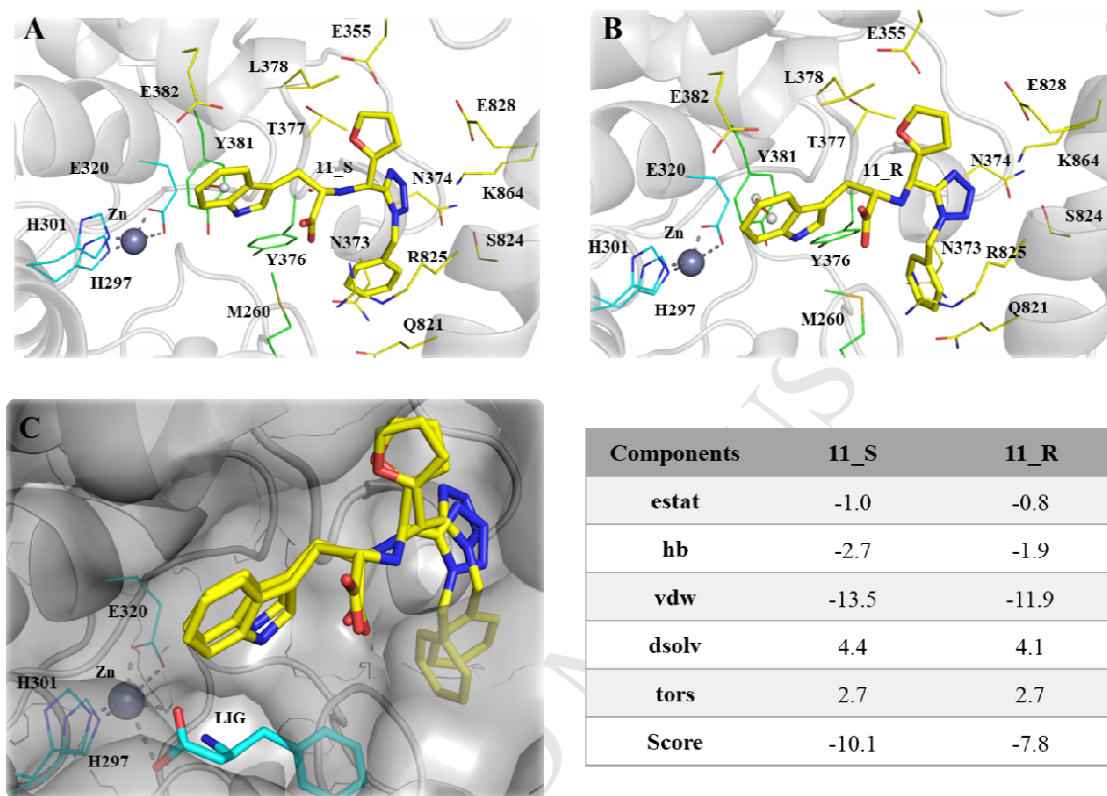 A
E355
L378
E382
T377
E828
Y381
11_S
E320
N374
K864
H301
Zn
S824
N373
Y376
R825
H297
M260
Q821
B
E355
L378
E382
E828
T377
N374
E320
Y381
K864
11_R
Zn
S824
H301
N373
R825
Y376
H297
M260
Q821
C
E320
Zn
H301
LIG
H297
Components 11_S 11_R
estat -1.0 -0.8
hb -2.7 -1.9
vdw -13.5 -11.9
dsolv 4.4 4.1
tors 2.7 2.7
Score -10.1 -7.8